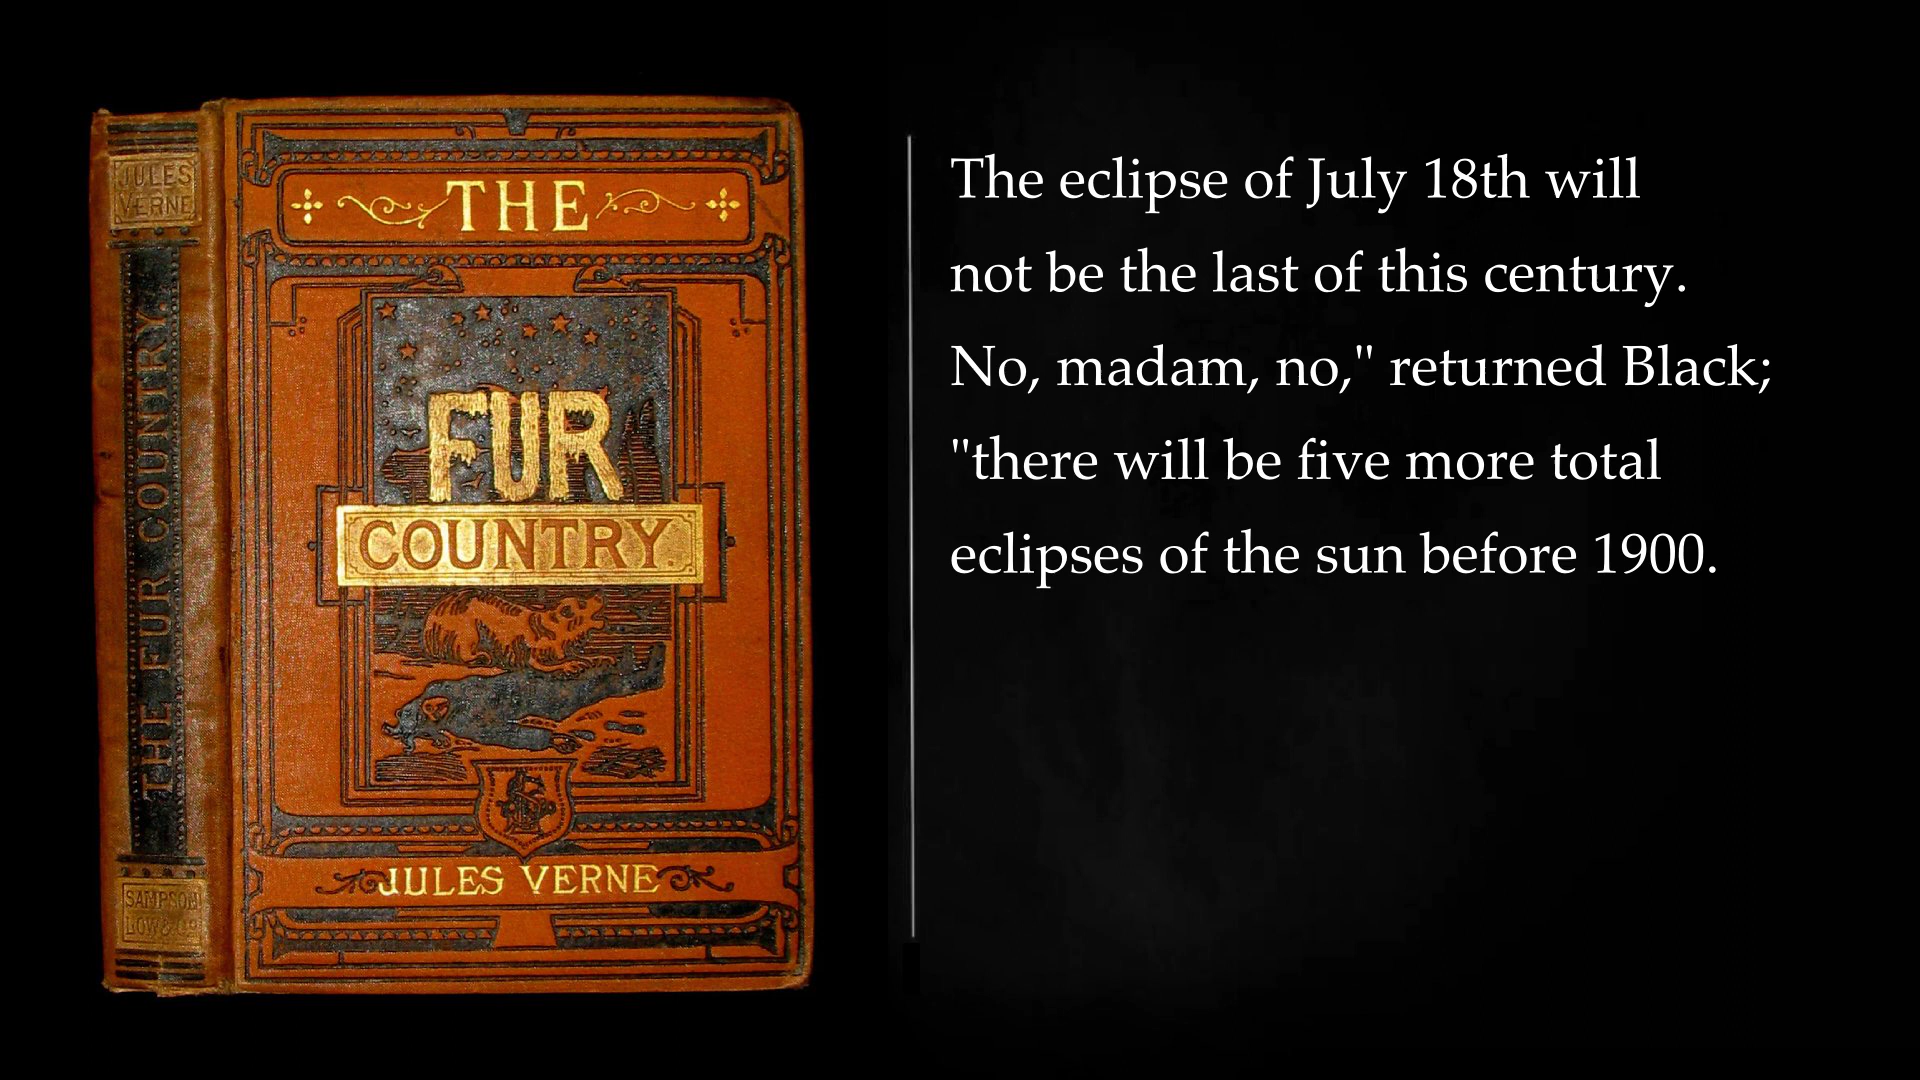 JULES
VERNE
THE FUR COUNTRY.
SAMPSON
LOW & Co
THE
FUR
COUNTRY.
JULES VERNE
The eclipse of July 18th will
not be the last of this century.
No, madam, no," returned Black;
"there will be five more total
eclipses of the sun before 1900.